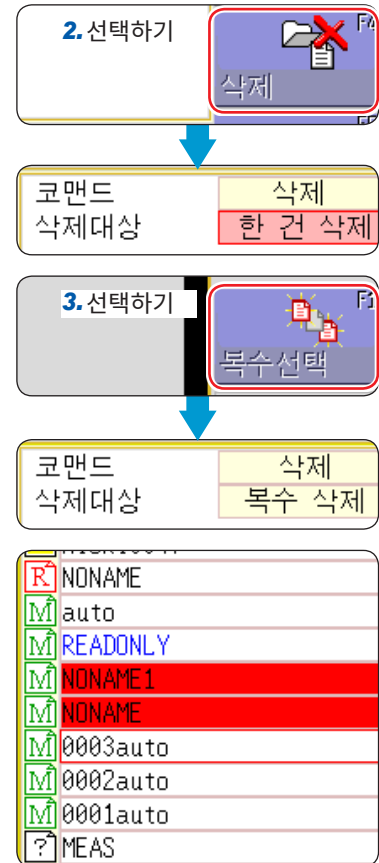 2. 선택하기
F4
삭제
코맨드 삭제
삭제대상 한 건 삭제
3. 선택하기
F1
복수선택
코맨드 삭제
삭제대상 복수 삭제
R NONAME
M auto
M READONLY
M NONAME1
M NONAME
M 0003auto
M 0002auto
M 0001auto
? MEAS